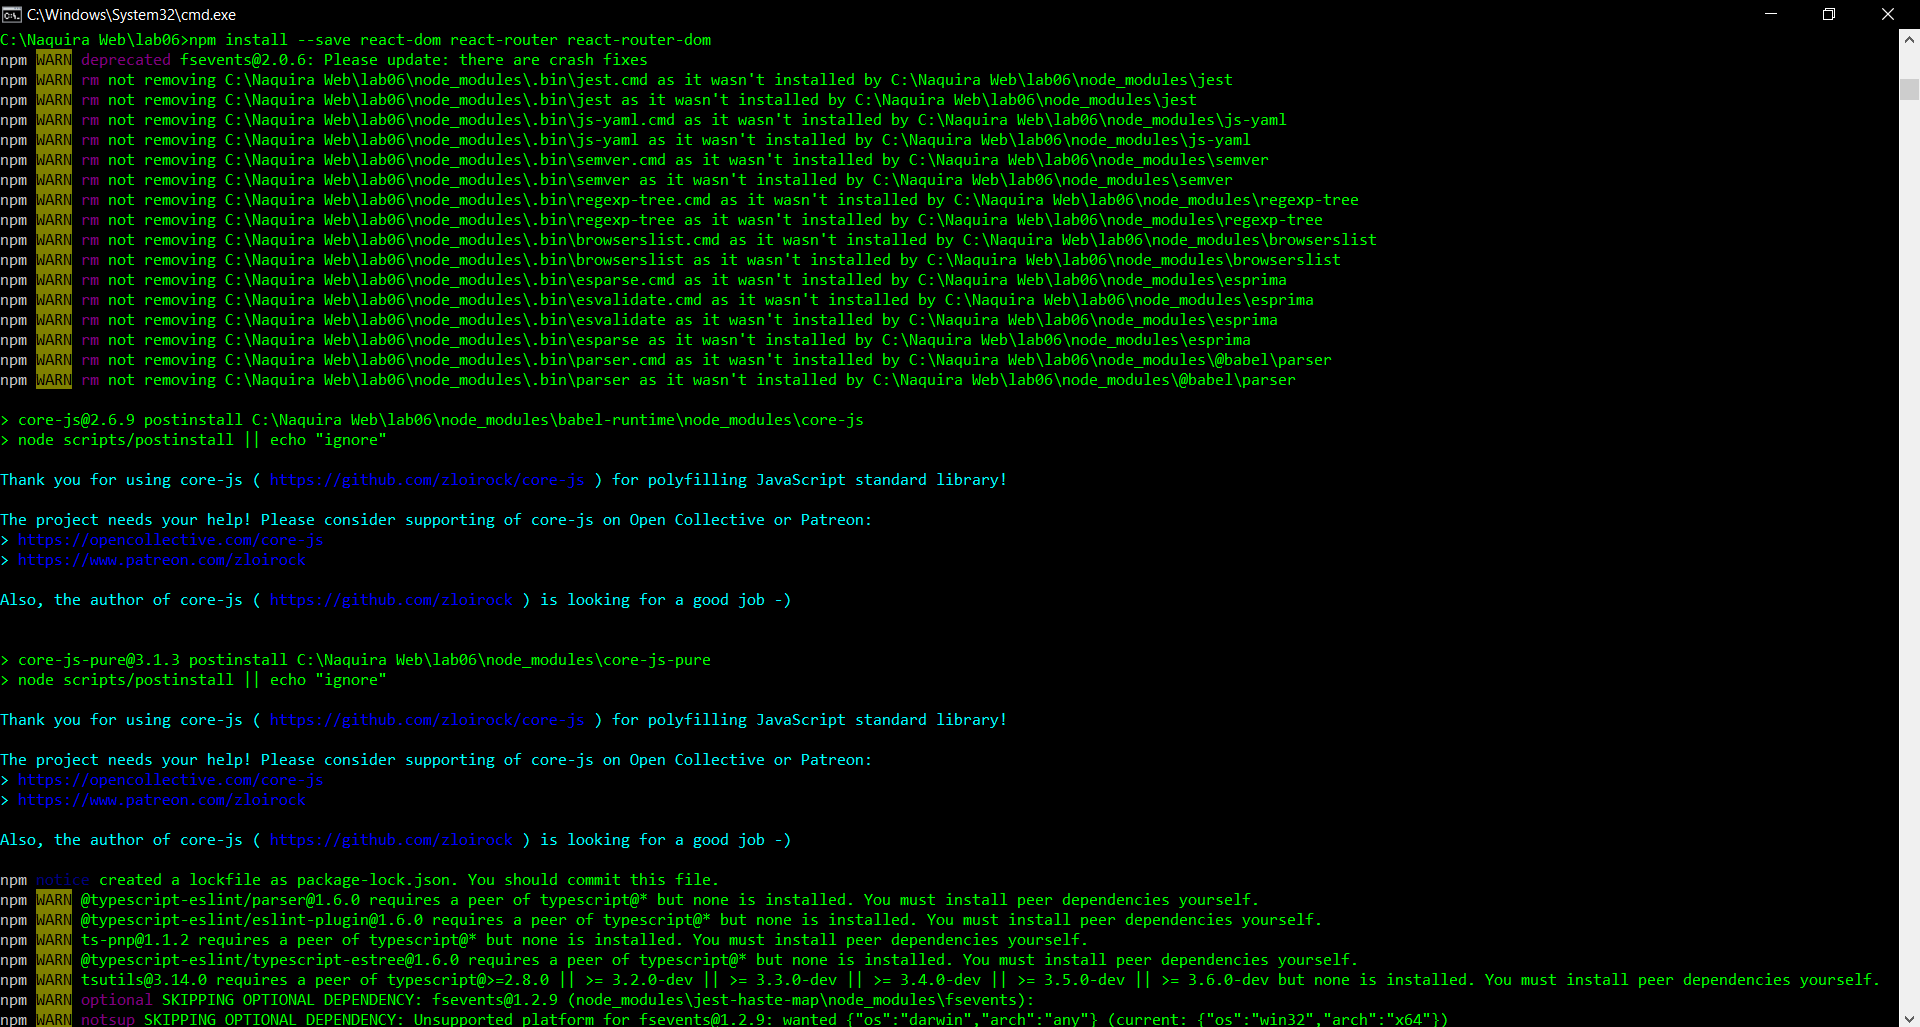 C:\Windows\System32\cmd.exe
C:\Naquira Web\lab06>npm install --save react-dom react-router react-router-dom
npm WARN deprecated fsevents@2.0.6: Please update: there are crash fixes
npm WARN rm not removing C:\Naquira Web\lab06\node_modules\.bin\jest.cmd as it wasn't installed by C:\Naquira Web\lab06\node_modules\jest
npm WARN rm not removing C:\Naquira Web\lab06\node_modules\.bin\jest as it wasn't installed by C:\Naquira Web\lab06\node_modules\jest
npm WARN rm not removing C:\Naquira Web\lab06\node_modules\.bin\js-yaml.cmd as it wasn't installed by C:\Naquira Web\lab06\node_modules\js-yaml
npm WARN rm not removing C:\Naquira Web\lab06\node_modules\.bin\js-yaml as it wasn't installed by C:\Naquira Web\lab06\node_modules\js-yaml
npm WARN rm not removing C:\Naquira Web\lab06\node_modules\.bin\semver.cmd as it wasn't installed by C:\Naquira Web\lab06\node_modules\semver
npm WARN rm not removing C:\Naquira Web\lab06\node_modules\.bin\semver as it wasn't installed by C:\Naquira Web\lab06\node_modules\semver
npm WARN rm not removing C:\Naquira Web\lab06\node_modules\.bin\regexp-tree.cmd as it wasn't installed by C:\Naquira Web\lab06\node_modules\regexp-tree
npm WARN rm not removing C:\Naquira Web\lab06\node_modules\.bin\regexp-tree as it wasn't installed by C:\Naquira Web\lab06\node_modules\regexp-tree
npm WARN rm not removing C:\Naquira Web\lab06\node_modules\.bin\browserslist.cmd as it wasn't installed by C:\Naquira Web\lab06\node_modules\browserslist
npm WARN rm not removing C:\Naquira Web\lab06\node_modules\.bin\browserslist as it wasn't installed by C:\Naquira Web\lab06\node_modules\browserslist
npm WARN rm not removing C:\Naquira Web\lab06\node_modules\.bin\esparse.cmd as it wasn't installed by C:\Naquira Web\lab06\node_modules\esprima
npm WARN rm not removing C:\Naquira Web\lab06\node_modules\.bin\esvalidate.cmd as it wasn't installed by C:\Naquira Web\lab06\node_modules\esprima
npm WARN rm not removing C:\Naquira Web\lab06\node_modules\.bin\esvalidate as it wasn't installed by C:\Naquira Web\lab06\node_modules\esprima
npm WARN rm not removing C:\Naquira Web\lab06\node_modules\.bin\esparse as it wasn't installed by C:\Naquira Web\lab06\node_modules\esprima
npm WARN rm not removing C:\Naquira Web\lab06\node_modules\.bin\parser.cmd as it wasn't installed by C:\Naquira Web\lab06\node_modules\@babel\parser
npm WARN rm not removing C:\Naquira Web\lab06\node_modules\.bin\parser as it wasn't installed by C:\Naquira Web\lab06\node_modules\@babel\parser
> core-js@2.6.9 postinstall C:\Naquira Web\lab06\node_modules\babel-runtime\node_modules\core-js
> node scripts/postinstall || echo "ignore"
Thank you for using core-js ( https://github.com/zloirock/core-js ) for polyfilling JavaScript standard library!
The project needs your help! Please consider supporting of core-js on Open Collective or Patreon:
> https://opencollective.com/core-js
> https://www.patreon.com/zloirock
Also, the author of core-js ( https://github.com/zloirock ) is looking for a good job -)
> core-js-pure@3.1.3 postinstall C:\Naquira Web\lab06\node_modules\core-js-pure
> node scripts/postinstall || echo "ignore"
Thank you for using core-js ( https://github.com/zloirock/core-js ) for polyfilling JavaScript standard library!
The project needs your help! Please consider supporting of core-js on Open Collective or Patreon:
> https://opencollective.com/core-js
> https://www.patreon.com/zloirock
Also, the author of core-js ( https://github.com/zloirock ) is looking for a good job -)
npm notice created a lockfile as package-lock.json. You should commit this file.
npm WARN @typescript-eslint/parser@1.6.0 requires a peer of typescript@* but none is installed. You must install peer dependencies yourself.
npm WARN @typescript-eslint/eslint-plugin@1.6.0 requires a peer of typescript@* but none is installed. You must install peer dependencies yourself.
npm WARN ts-pnp@1.1.2 requires a peer of typescript@* but none is installed. You must install peer dependencies yourself.
npm WARN @typescript-eslint/typescript-estree@1.6.0 requires a peer of typescript@* but none is installed. You must install peer dependencies yourself.
npm WARN tsutils@3.14.0 requires a peer of typescript@>=2.8.0 || >= 3.2.0-dev || >= 3.3.0-dev || >= 3.4.0-dev || >= 3.5.0-dev || >= 3.6.0-dev but none is installed. You must install peer dependencies yourself.
npm WARN optional SKIPPING OPTIONAL DEPENDENCY: fsevents@1.2.9 (node_modules\jest-haste-map\node_modules\fsevents):
npm WARN notsup SKIPPING OPTIONAL DEPENDENCY: Unsupported platform for fsevents@1.2.9: wanted {"os":"darwin","arch":"any"} (current: {"os":"win32","arch":"x64"})